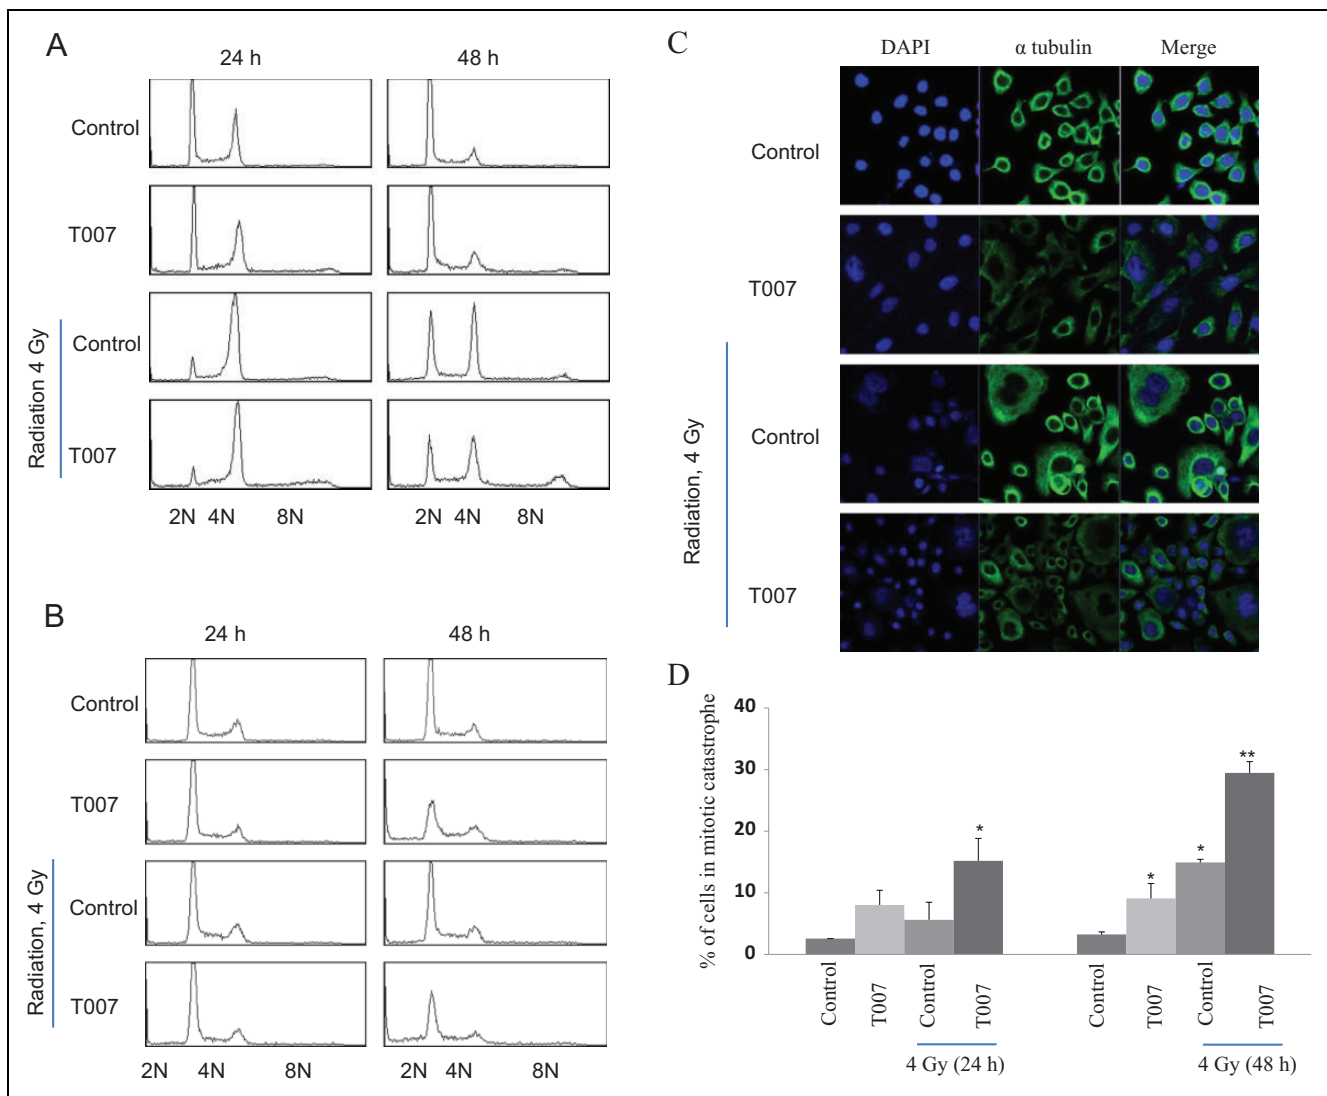 A
24 h
48 h
Control
T007
Radiation 4 Gy
Control
T007
2N 4N 8N
2N 4N 8N
B
24 h
48 h
Control
T007
Radiation, 4 Gy
Control
T007
2N 4N 8N
2N 4N 8N
C
DAPI
α tubulin
Merge
Control
T007
Radiation, 4 Gy
Control
T007
D
% of cells in mitotic catastrophe
40
30
20
10
0
*
*
*
**
Control
T007
Control
T007
Control
T007
Control
T007
4 Gy (24 h)
4 Gy (48 h)